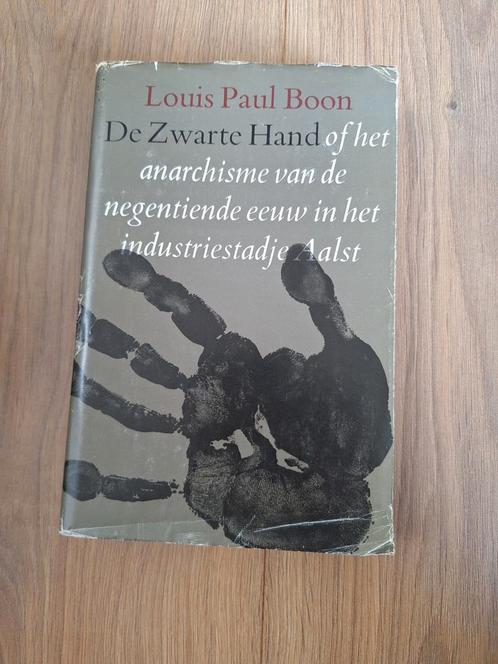 Louis Paul Boon
De Zwarte Hand of het
anarchisme van de
negentiende eeuw in het
industriestadje Aalst